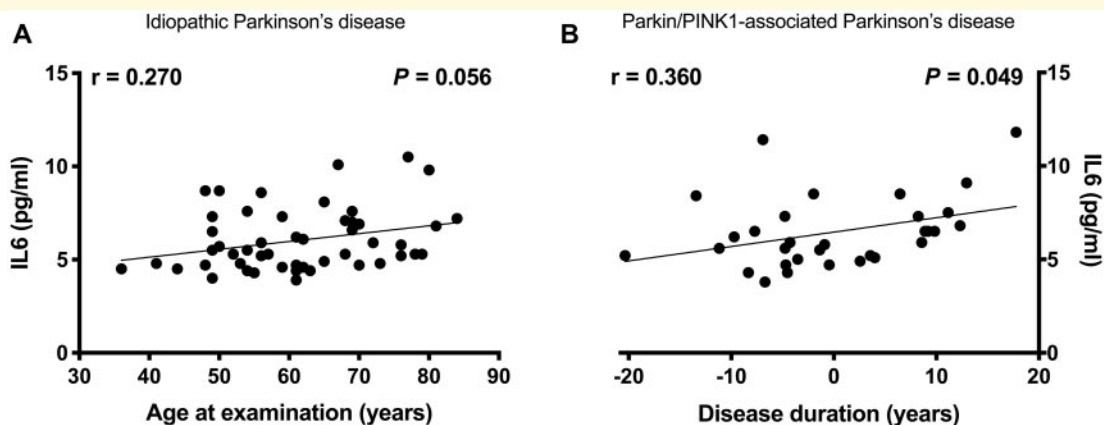 Idiopathic Parkinson's disease
Parkin/PINK1-associated Parkinson's disease
A
B
r = 0.270
P = 0.056
r = 0.360
P = 0.049
15
10
5
0
IL6 (pg/ml)
30 40 50 60 70 80 90
Age at examination (years)
15
10
5
0
IL6 (pg/ml)
-20 -10 0 10 20
Disease duration (years)